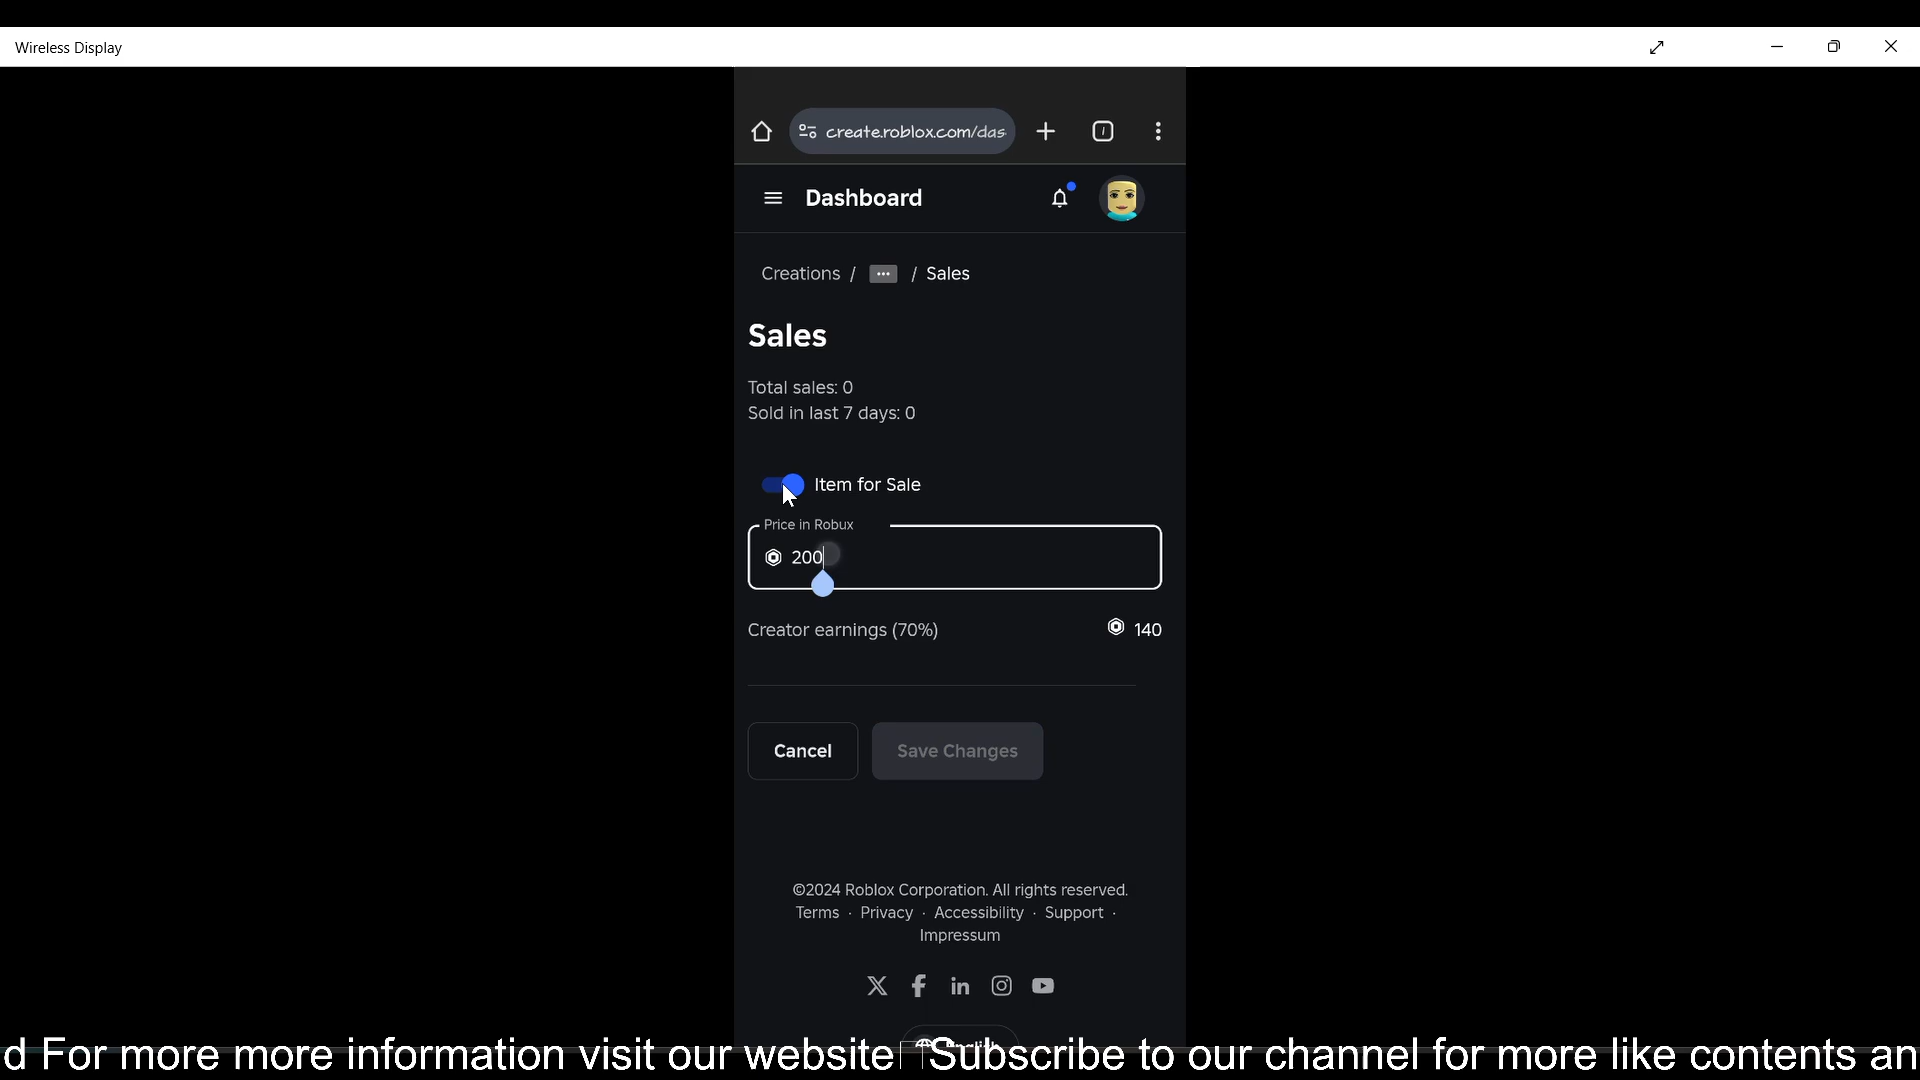 Wireless Display
create.roblox.com/das
Dashboard
Creations / ... / Sales
Sales
Total sales: 0
Sold in last 7 days: 0
Item for Sale
Price in Robux
200
Creator earnings (70%) 140
Cancel Save Changes
©2024 Roblox Corporation. All rights reserved.
Terms · Privacy · Accessibility · Support ·
Impressum
d For more more information visit our website Subscribe to our channel for more like contents an